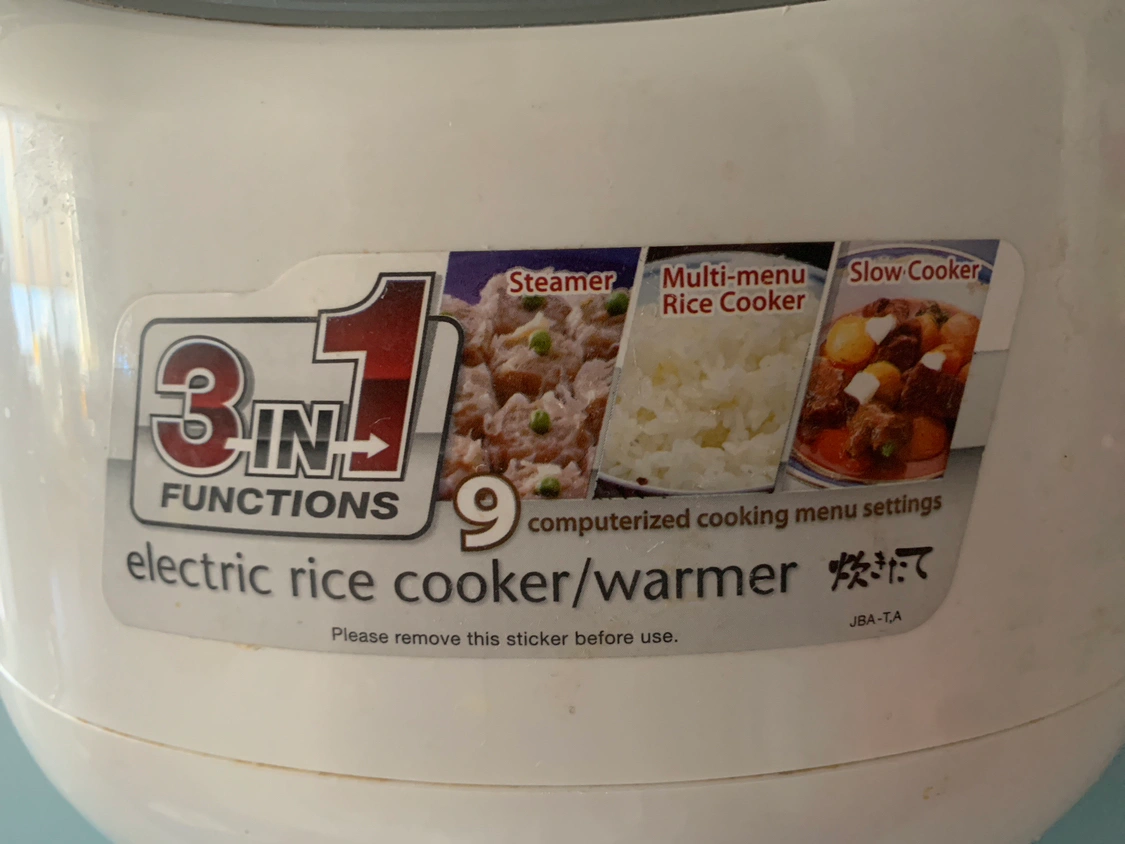 3 IN 1
FUNCTIONS
Steamer
Multi-menu
Rice Cooker
Slow Cooker
9 computerized cooking menu settings
electric rice cooker/warmer 炊きたて
Please remove this sticker before use.
JBA-T,A